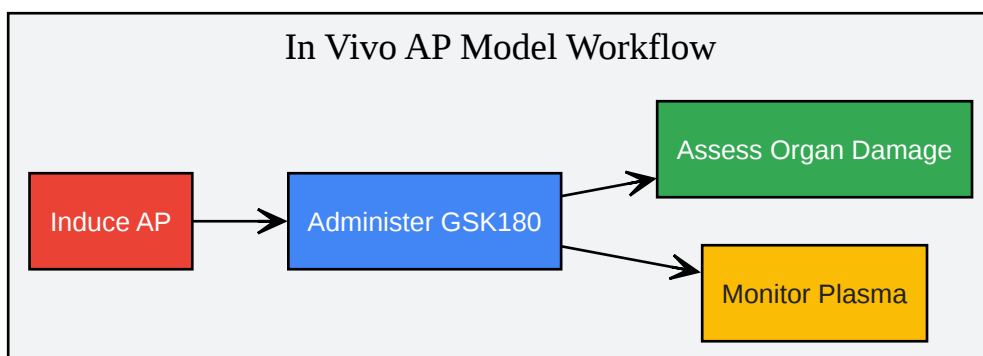 In Vivo AP Model Workflow
Induce AP
Administer GSK180
Assess Organ Damage
Monitor Plasma